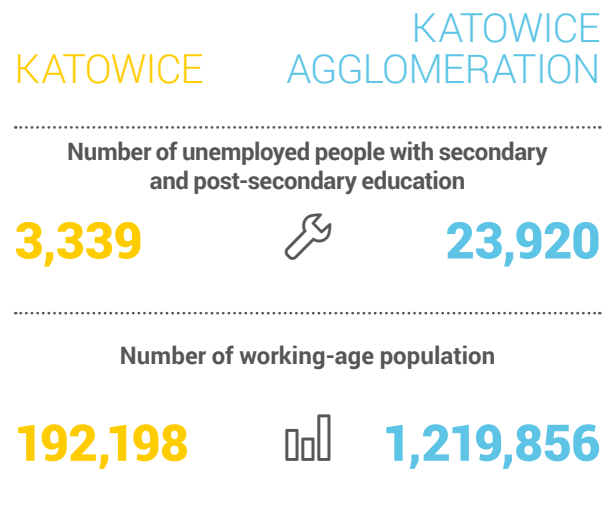 KATOWICE
KATOWICE
AGGLOMERATION
Number of unemployed people with secondary
and post-secondary education
3,339
23,920
Number of working-age population
192,198
1,219,856